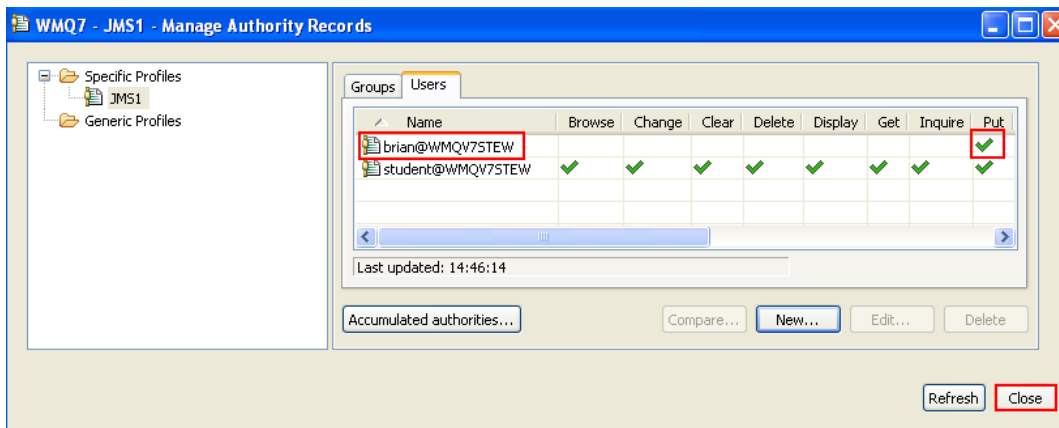 WMQ7 - JMS1 - Manage Authority Records
Specific Profiles
JMS1
Generic Profiles
Groups Users
Name Browse Change Clear Delete Display Get Inquire Put
brian@WMQV7STEW
student@WMQV7STEW
Last updated: 14:46:14
Accumulated authorities... Compare... New... Edit... Delete
Refresh Close